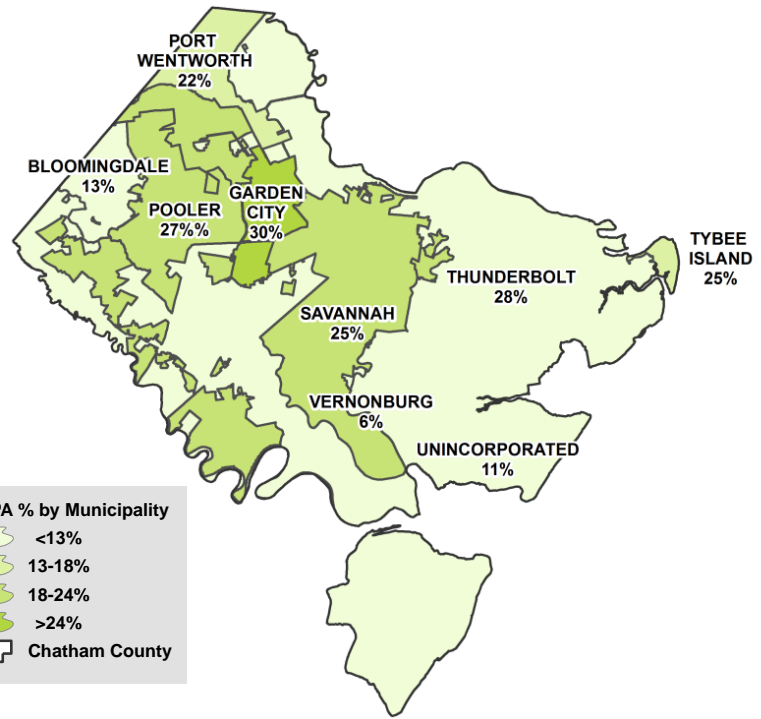 PORT
WENTWORTH
22%
BLOOMINGDALE
13%
POOLER
27%%
GARDEN
CITY
30%
TYBEE
ISLAND
25%
THUNDERBOLT
28%
SAVANNAH
25%
VERNONBURG
6%
UNINCORPORATED
11%
% by Municipality
<13%
13-18%
18-24%
>24%
Chatham County